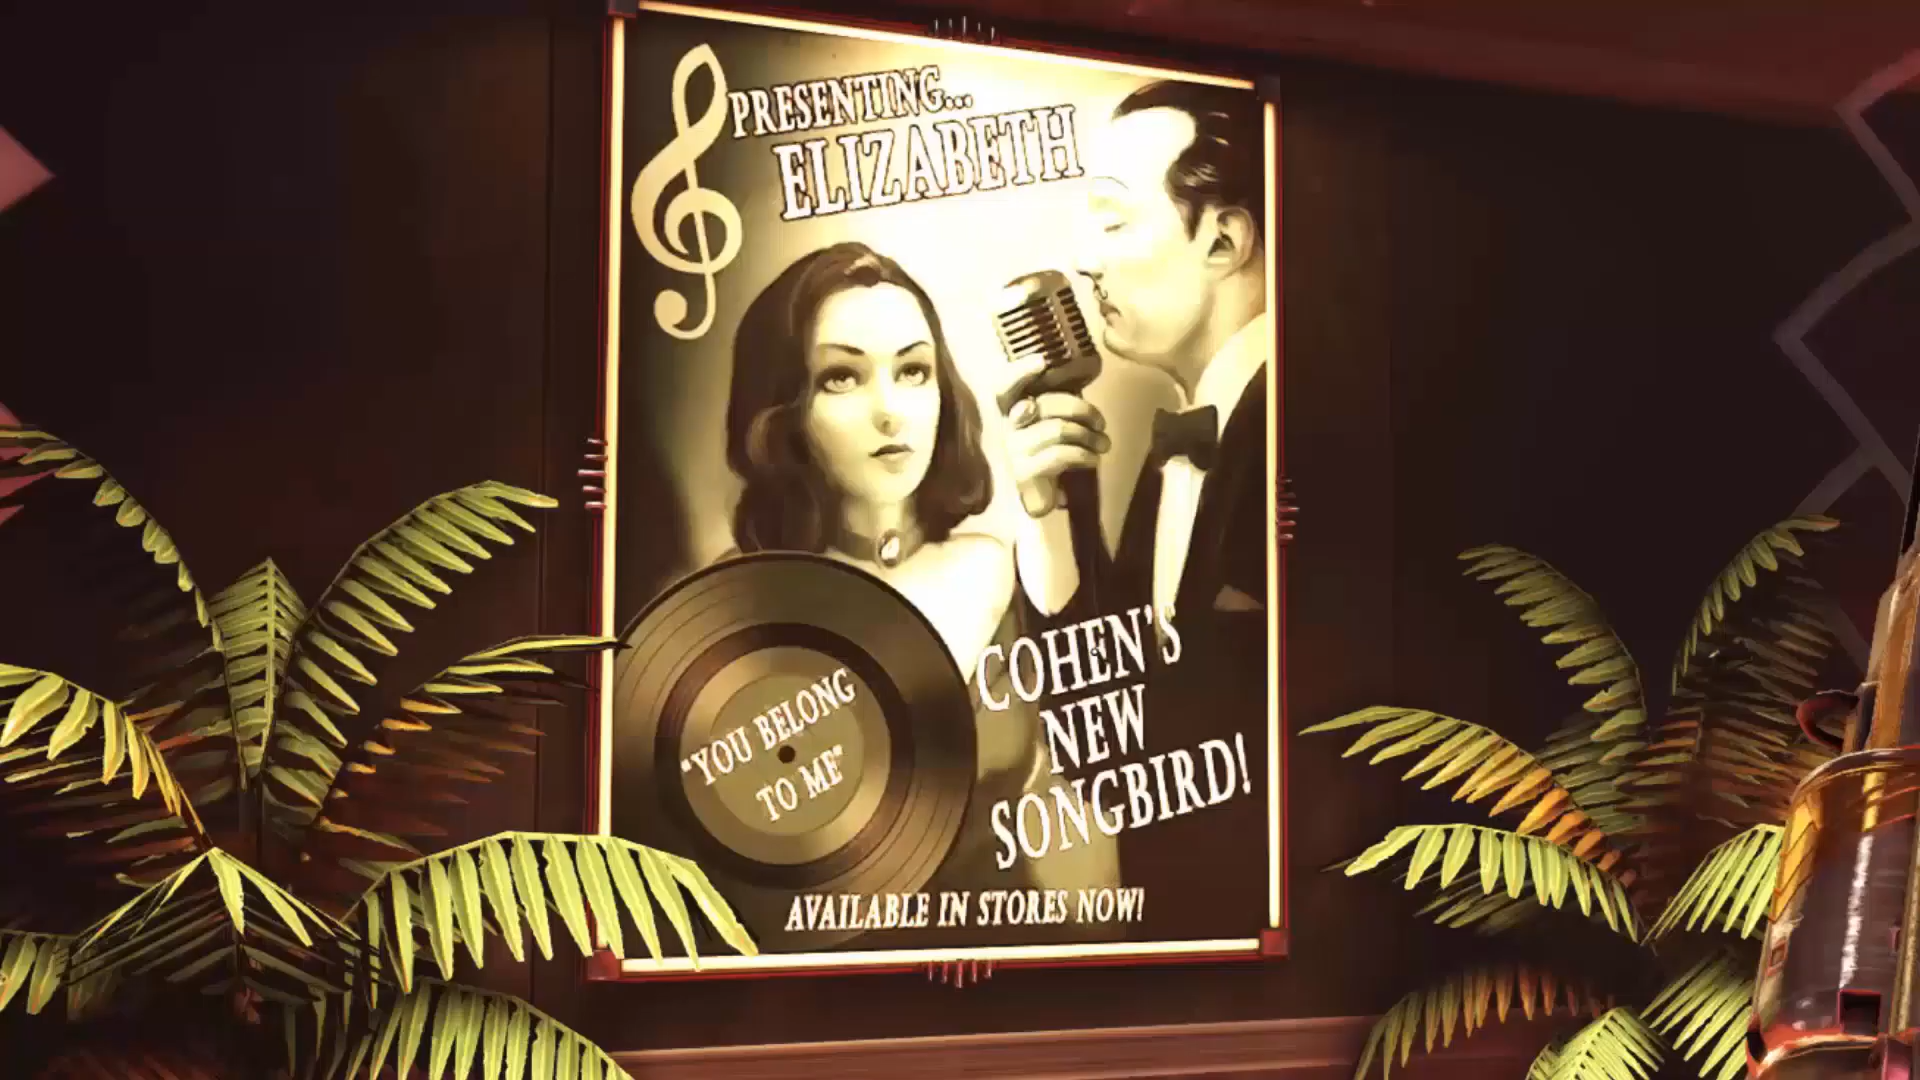 PRESENTING...
ELIZABETH
"YOU BELONG
TO ME"
COHEN'S
NEW
SONGBIRD!
AVAILABLE IN STORES NOW!